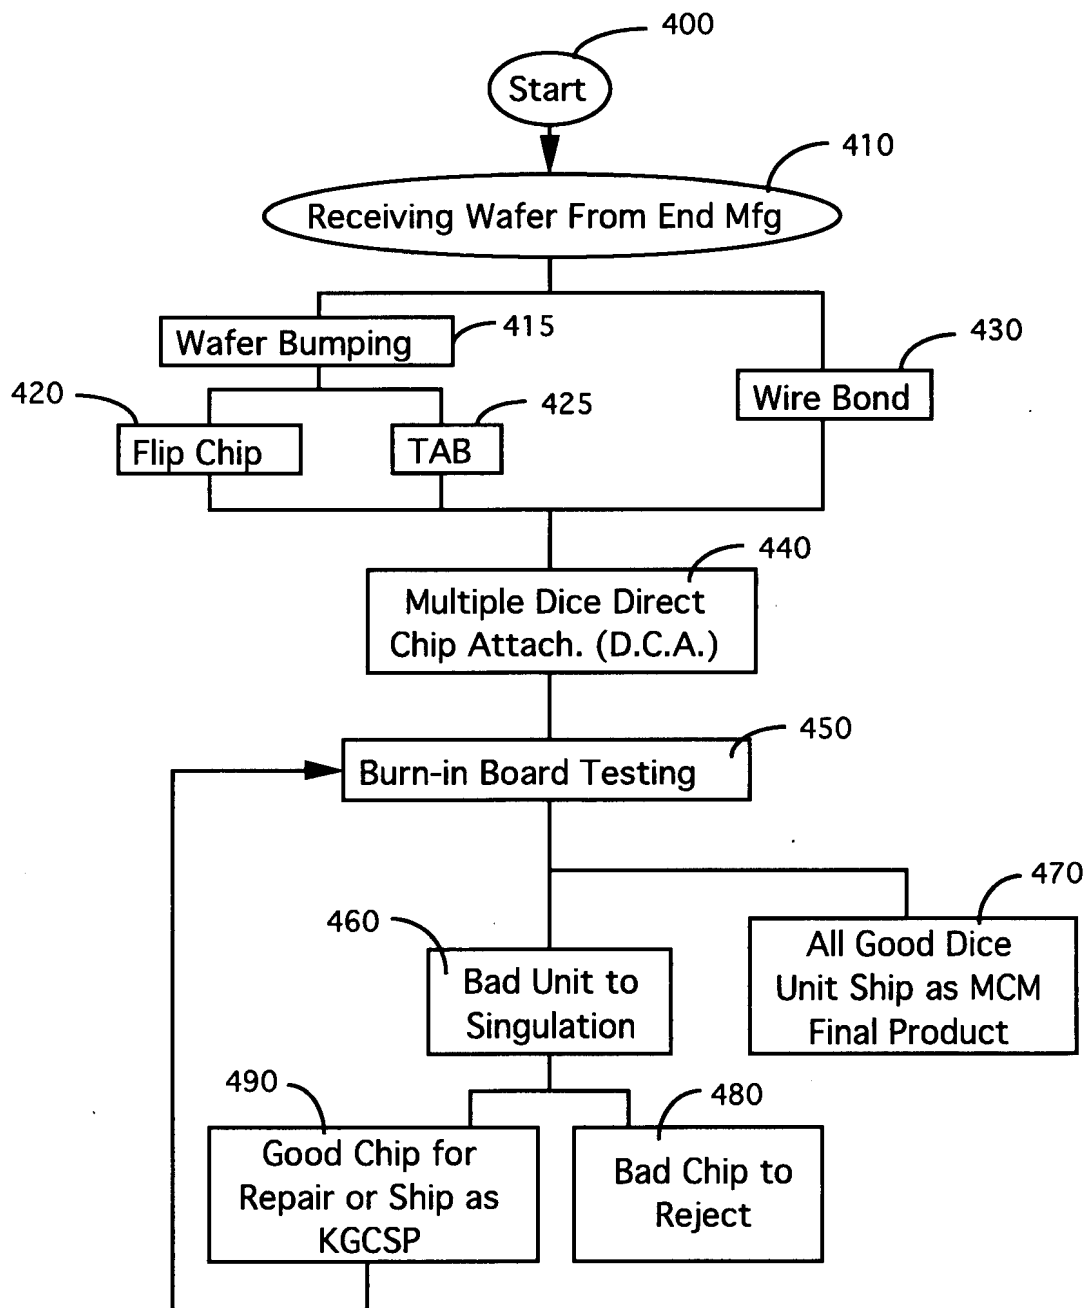 400
Start
410
Receiving Wafer From End Mfg
415
Wafer Bumping
430
Wire Bond
420
Flip Chip
425
TAB
440
Multiple Dice Direct
Chip Attach. (D.C.A.)
450
Burn-in Board Testing
470
All Good Dice
Unit Ship as MCM
Final Product
460
Bad Unit to
Singulation
490
Good Chip for
Repair or Ship as
KGCSP
480
Bad Chip to
Reject